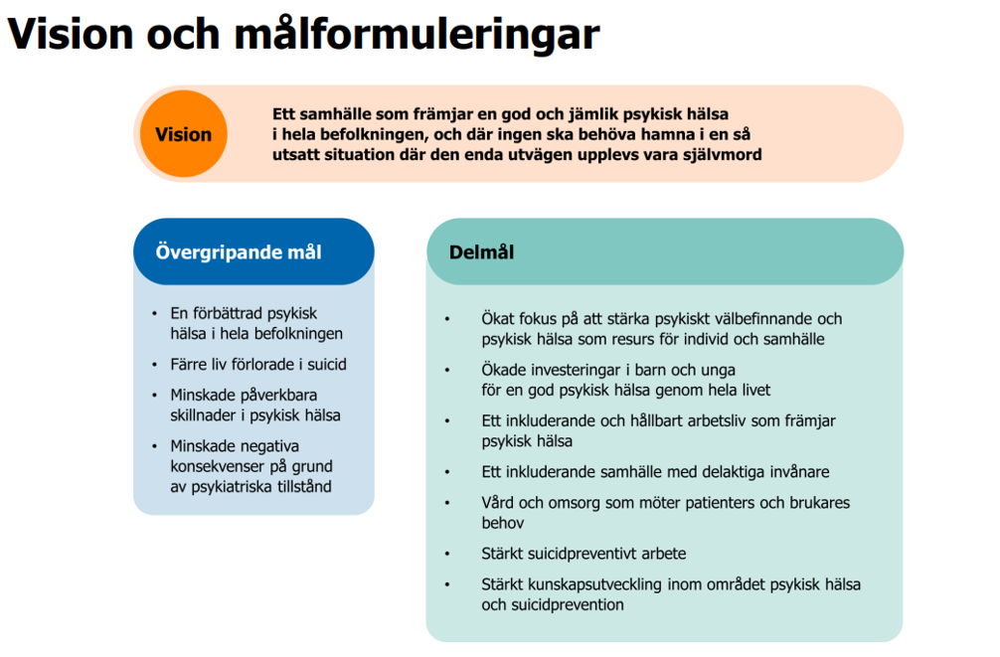 Vision och målformuleringar
Vision
Ett samhälle som främjar en god och jämlik psykisk hälsa
i hela befolkningen, och där ingen ska behöva hamna i en så
utsatt situation där den enda utvägen upplevs vara självmord
Övergripande mål
• En förbättrad psykisk
hälsa i hela befolkningen
• Färre liv förlorade i suicid
• Minskade påverkbara
skillnader i psykisk hälsa
• Minskade negativa
konsekvenser på grund
av psykiatriska tillstånd
Delmål
• Ökat fokus på att stärka psykiskt välbefinnande och
psykisk hälsa som resurs för individ och samhälle
• Ökade investeringar i barn och unga
för en god psykisk hälsa genom hela livet
• Ett inkluderande och hållbart arbetsliv som främjar
psykisk hälsa
• Ett inkluderande samhälle med delaktiga invånare
• Vård och omsorg som möter patienters och brukares
behov
• Stärkt suicidpreventivt arbete
• Stärkt kunskapsutveckling inom området psykisk hälsa
och suicidprevention